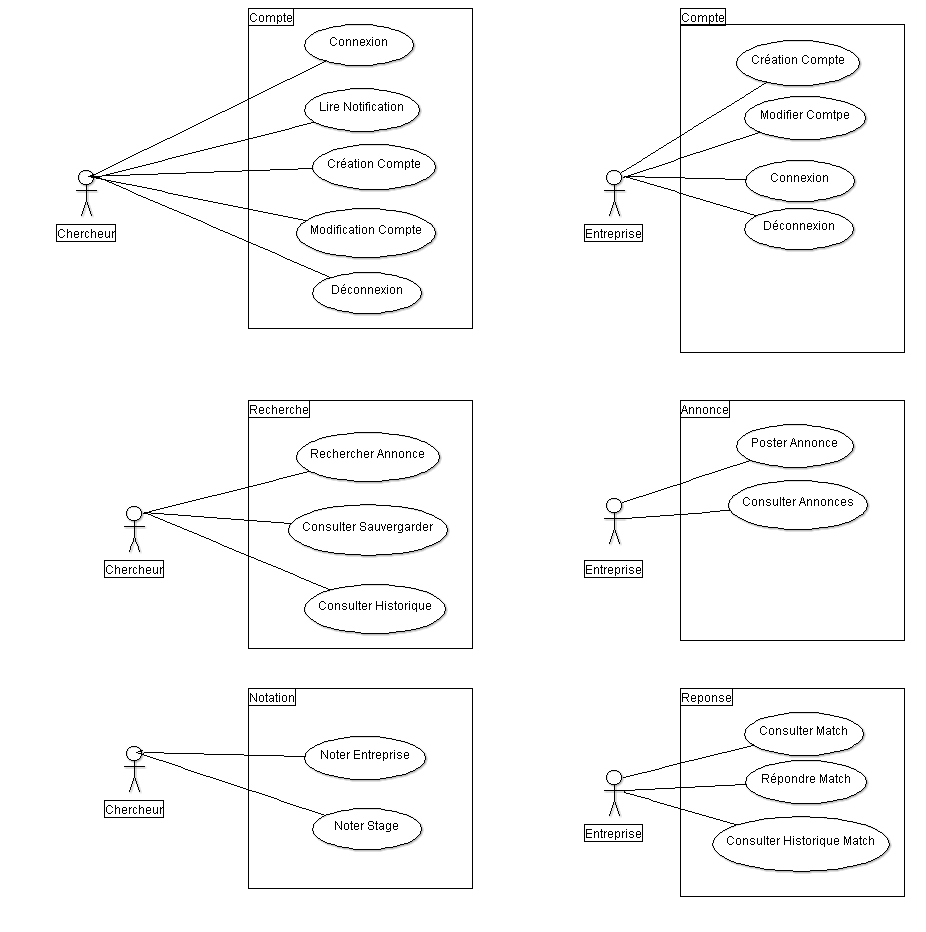 Compte
Connexion
Lire Notification
Création Compte
Modification Compte
Déconnexion
Chercheur
Compte
Création Compte
Modifier Comtpe
Connexion
Déconnexion
Entreprise
Recherche
Rechercher Annonce
Consulter Sauvergarder
Consulter Historique
Chercheur
Annonce
Poster Annonce
Consulter Annonces
Entreprise
Notation
Noter Entreprise
Noter Stage
Chercheur
Reponse
Consulter Match
Répondre Match
Consulter Historique Match
Entreprise